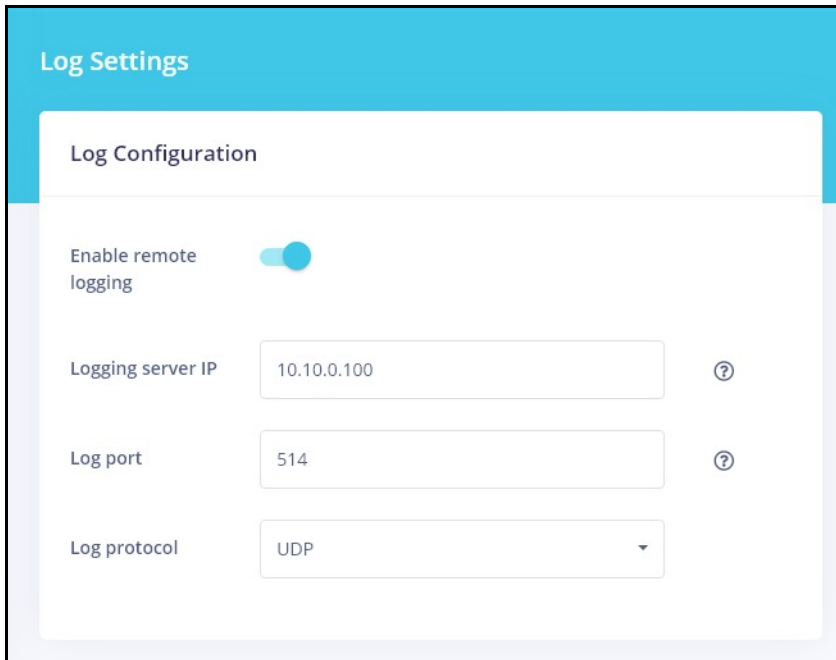 Log Settings
Log Configuration
Enable remote
logging
Logging server IP
10.10.0.100
Log port
514
Log protocol
UDP